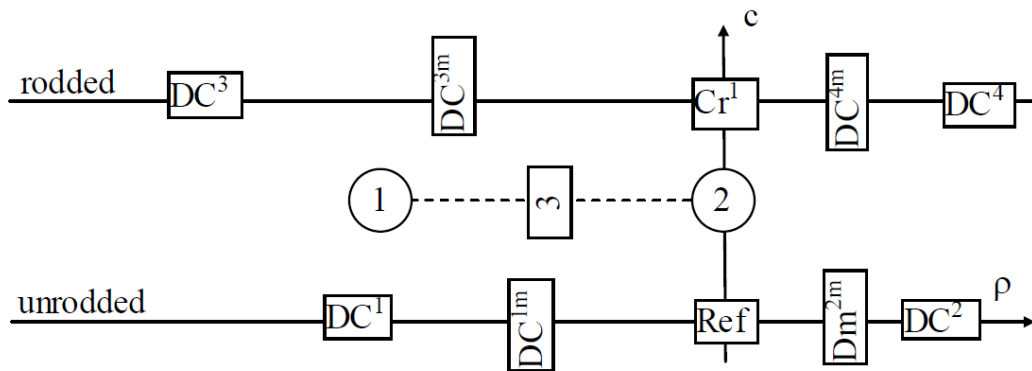 c
rodded DC³ DC³ᵐ Cr¹ DC⁴ᵐ DC⁴
1 3 2
unrodded DC¹ DC¹ᵐ Ref Dm²ᵐ DC² ρ